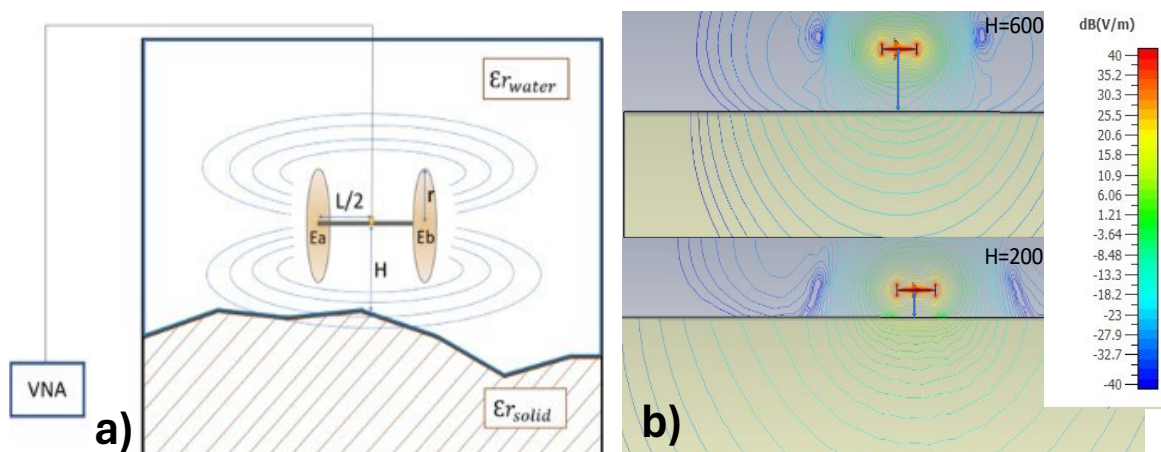 Ɛr_water
L/2
r
Ea
Eb
H
VNA
Ɛr_solid
a)
H=600
H=200
b)
dB(V/m)
40
35.2
30.3
25.5
20.6
15.8
10.9
6.06
1.21
-3.64
-8.48
-13.3
-18.2
-23
-27.9
-32.7
-40